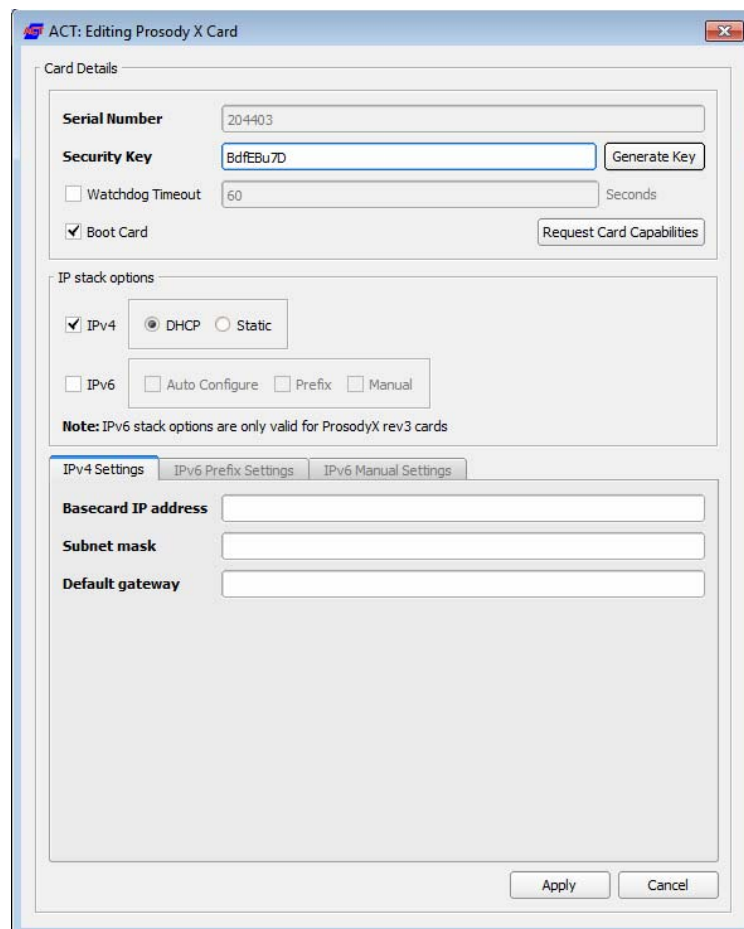 ACT: Editing Prosody X Card
Card Details
Serial Number 204403
Security Key BdfEBu7D Generate Key
Watchdog Timeout 60 Seconds
Boot Card Request Card Capabilities
IP stack options
IPv4 DHCP Static
IPv6 Auto Configure Prefix Manual
Note: IPv6 stack options are only valid for ProsodyX rev3 cards
IPv4 Settings IPv6 Prefix Settings IPv6 Manual Settings
Basecard IP address
Subnet mask
Default gateway
Apply Cancel